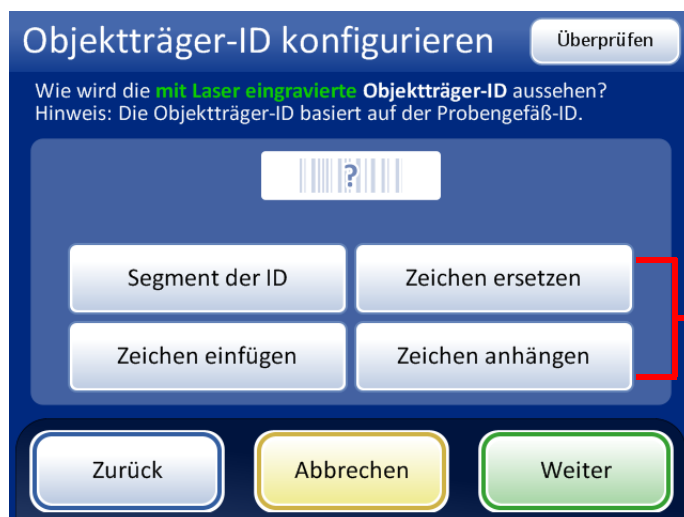 Objektträger-ID konfigurieren
Überprüfen
Wie wird die mit Laser eingravierte Objektträger-ID aussehen?
Hinweis: Die Objektträger-ID basiert auf der Probengefäß-ID.
?
Segment der ID
Zeichen ersetzen
Zeichen einfügen
Zeichen anhängen
Zurück
Abbrechen
Weiter